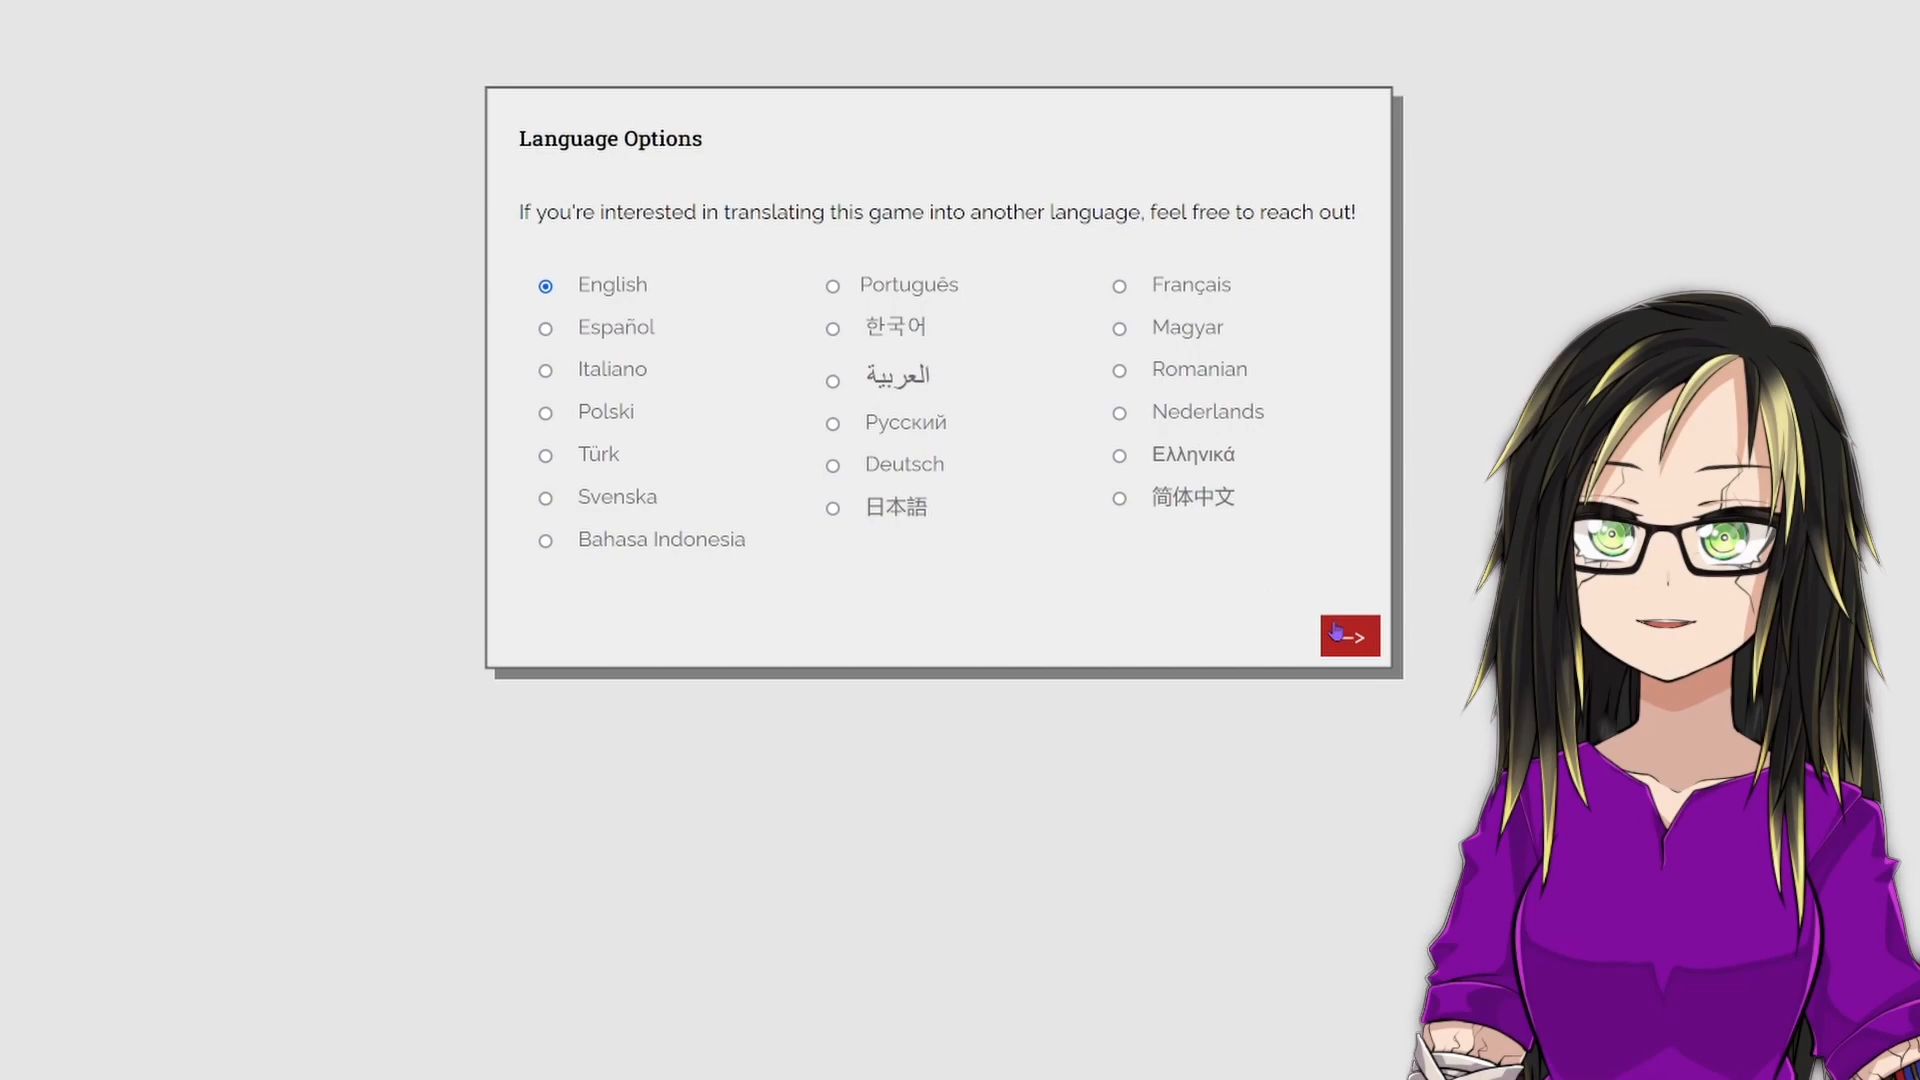 Language Options
If you're interested in translating this game into another language, feel free to reach out!
English
Español
Italiano
Polski
Türk
Svenska
Bahasa Indonesia
Português
한국어
العربية
Русский
Deutsch
日本語
Français
Magyar
Romanian
Nederlands
Ελληνικά
简体中文
-->